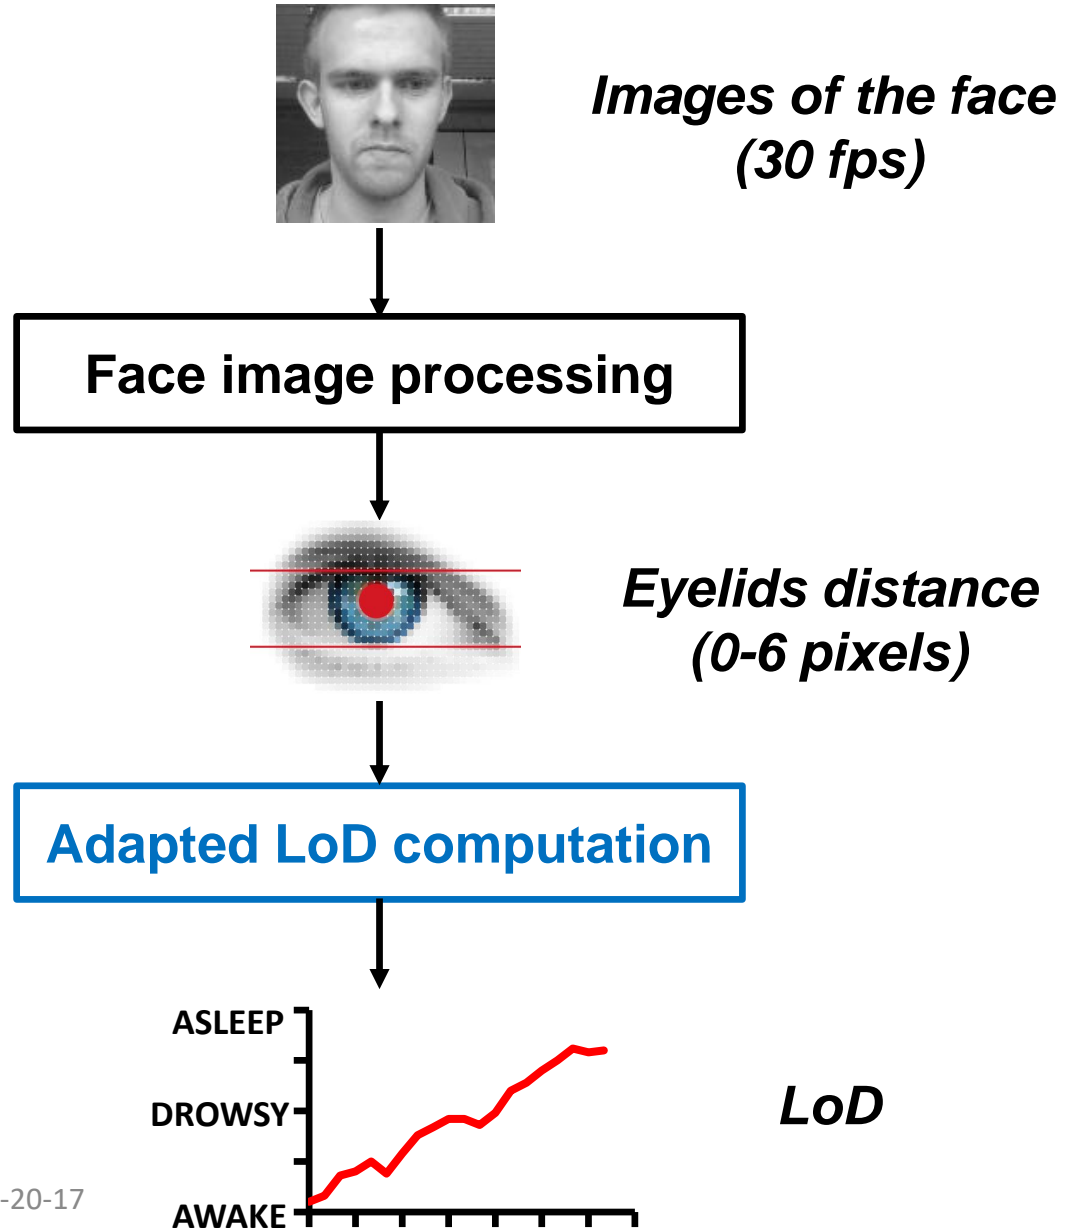 Images of the face
(30 fps)
Face image processing
Eyelids distance
(0-6 pixels)
Adapted LoD computation
ASLEEP
DROWSY
LoD
-20-17
AWAKE